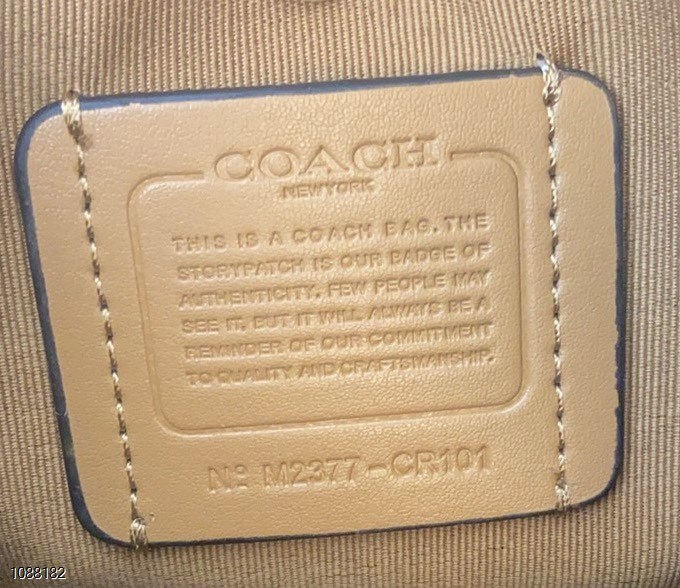 COACH
NEW YORK
THIS IS A COACH BAG. THE
STORYPATCH IS OUR BADGE OF
AUTHENTICITY. FEW PEOPLE MAY
SEE IT, BUT IT WILL ALWAYS BE A
REMINDER OF OUR COMMITMENT
TO QUALITY AND CRAFTSMANSHIP.
Nº M2377-CR101
1088182